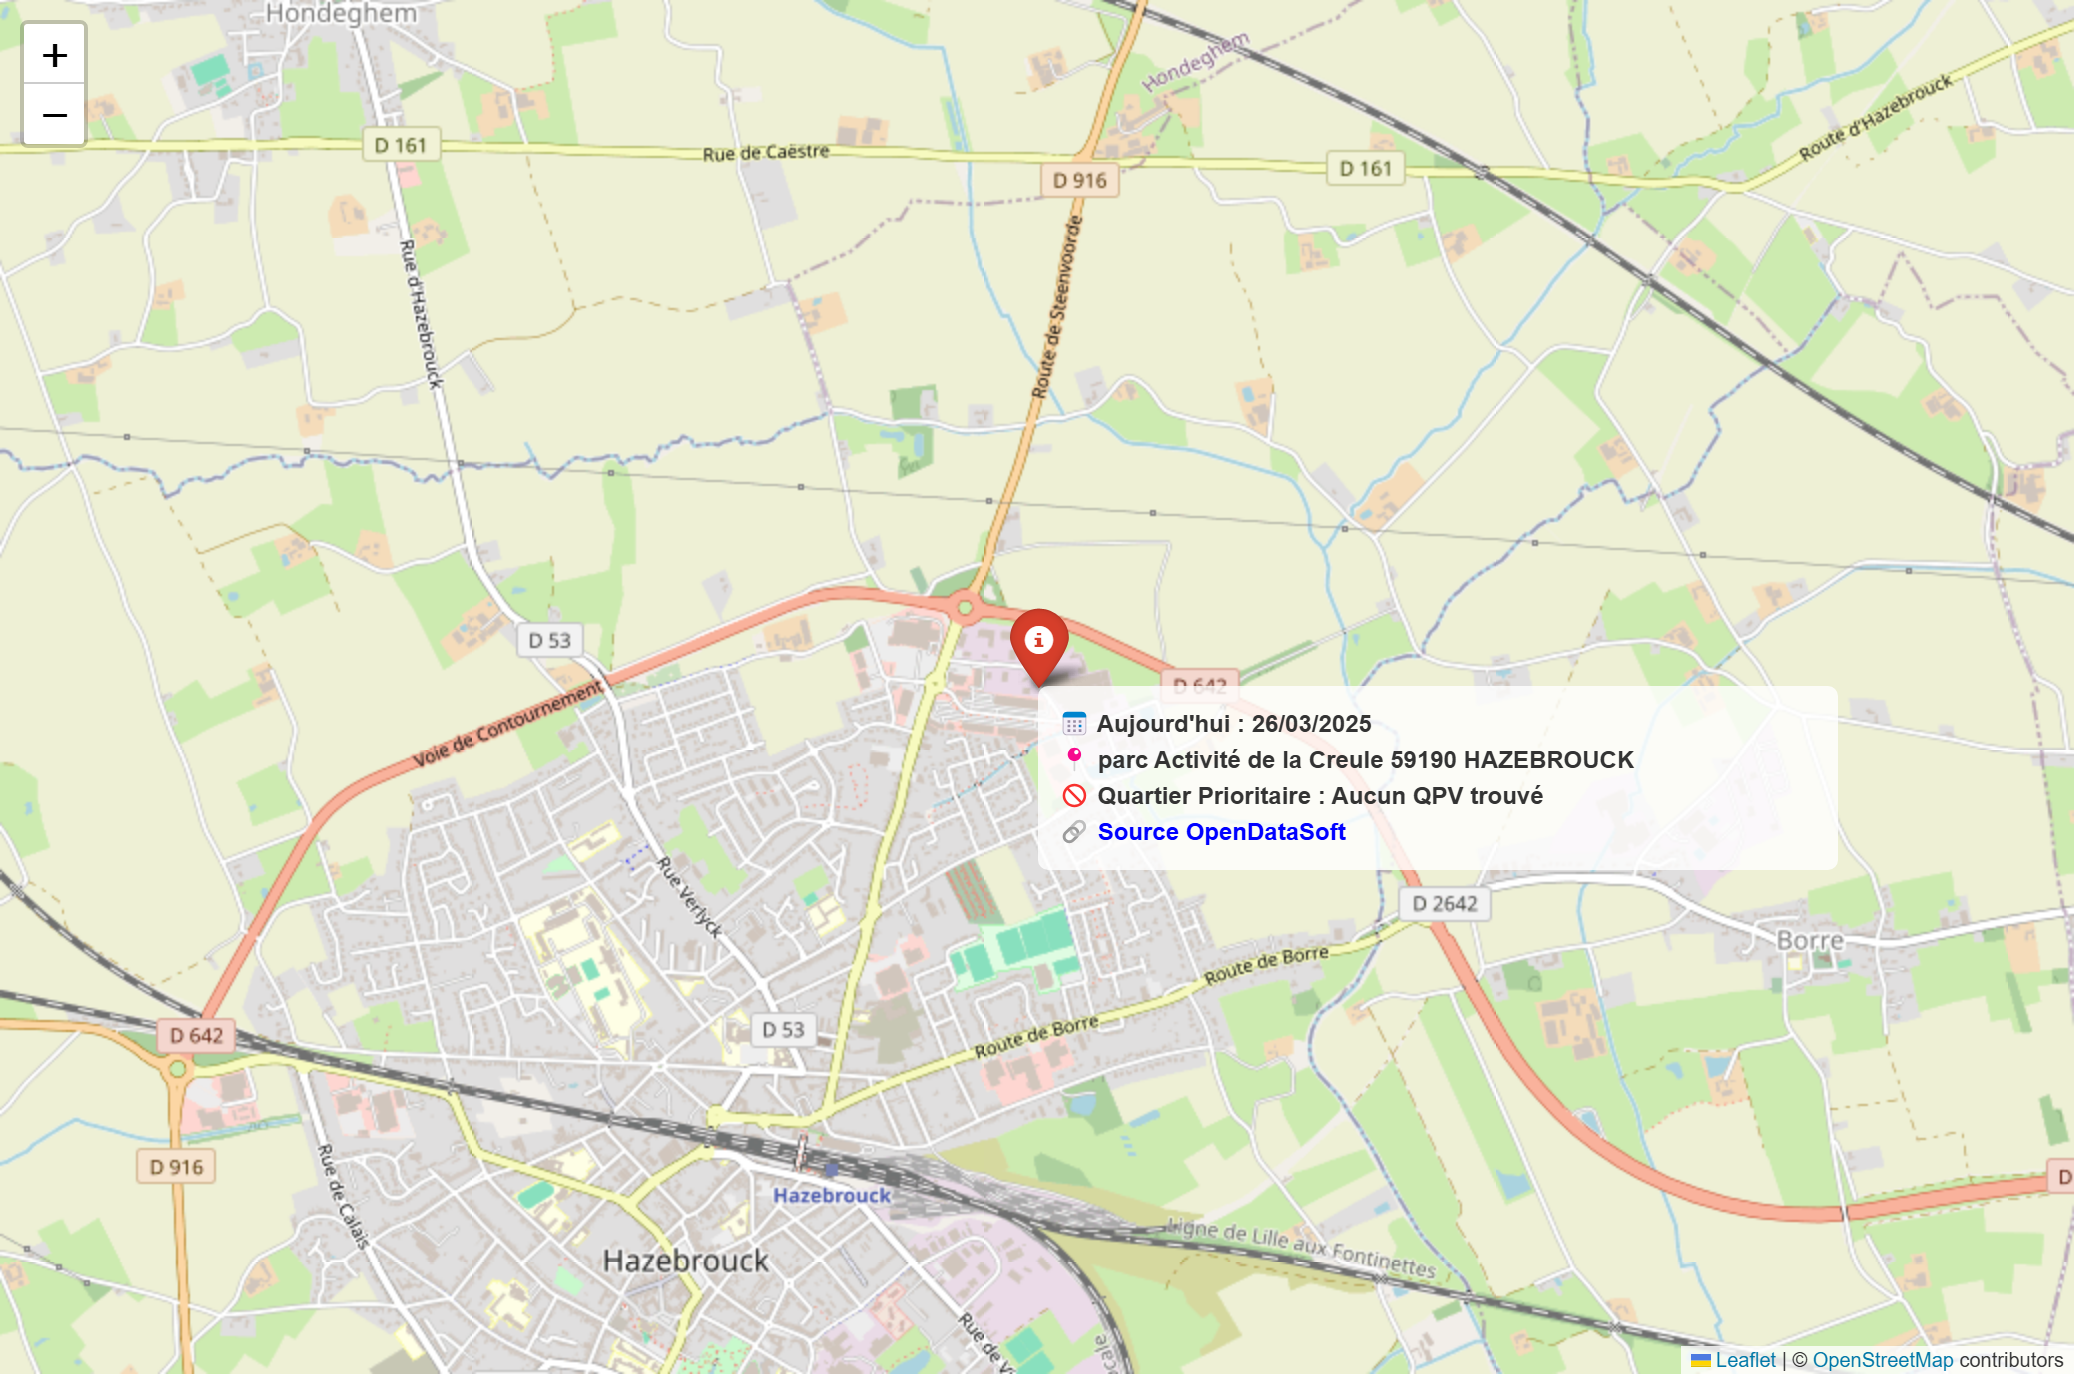 Hondeghem
+
−
Hondeghem
Route d'Hazebrouck
D 161
Rue de Caëstre
D 161
D 916
Rue d'Hazebrouck
Route de Steenvoorde
D 53
D 642
Voie de Contournement
Aujourd'hui : 26/03/2025
parc Activité de la Creule 59190 HAZEBROUCK
Quartier Prioritaire : Aucun QPV trouvé
Source OpenDataSoft
Rue Verlyck
D 2642
Borre
Route de Borre
D 642
D 53
Route de Borre
D 916
Rue de Calais
Hazebrouck
Ligne de Lille aux Fontinettes
Hazebrouck
D
Rue de
Leaflet | © OpenStreetMap contributors